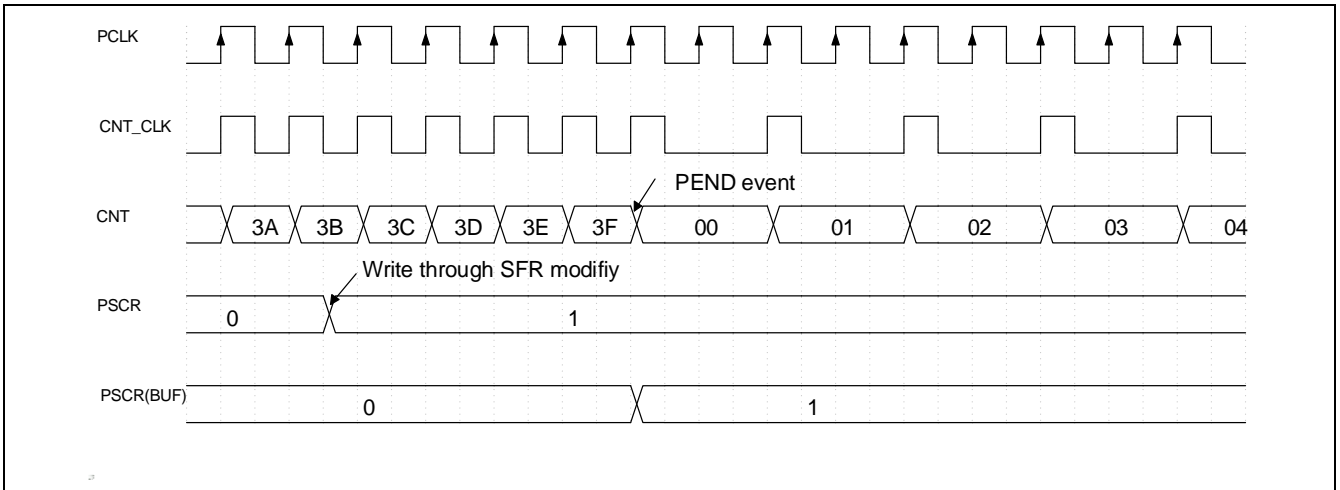 PCLK
CNT_CLK
PEND event
CNT
3A 3B 3C 3D 3E 3F 00 01 02 03 04
Write through SFR modifiy
PSCR
0 1
PSCR(BUF)
0 1